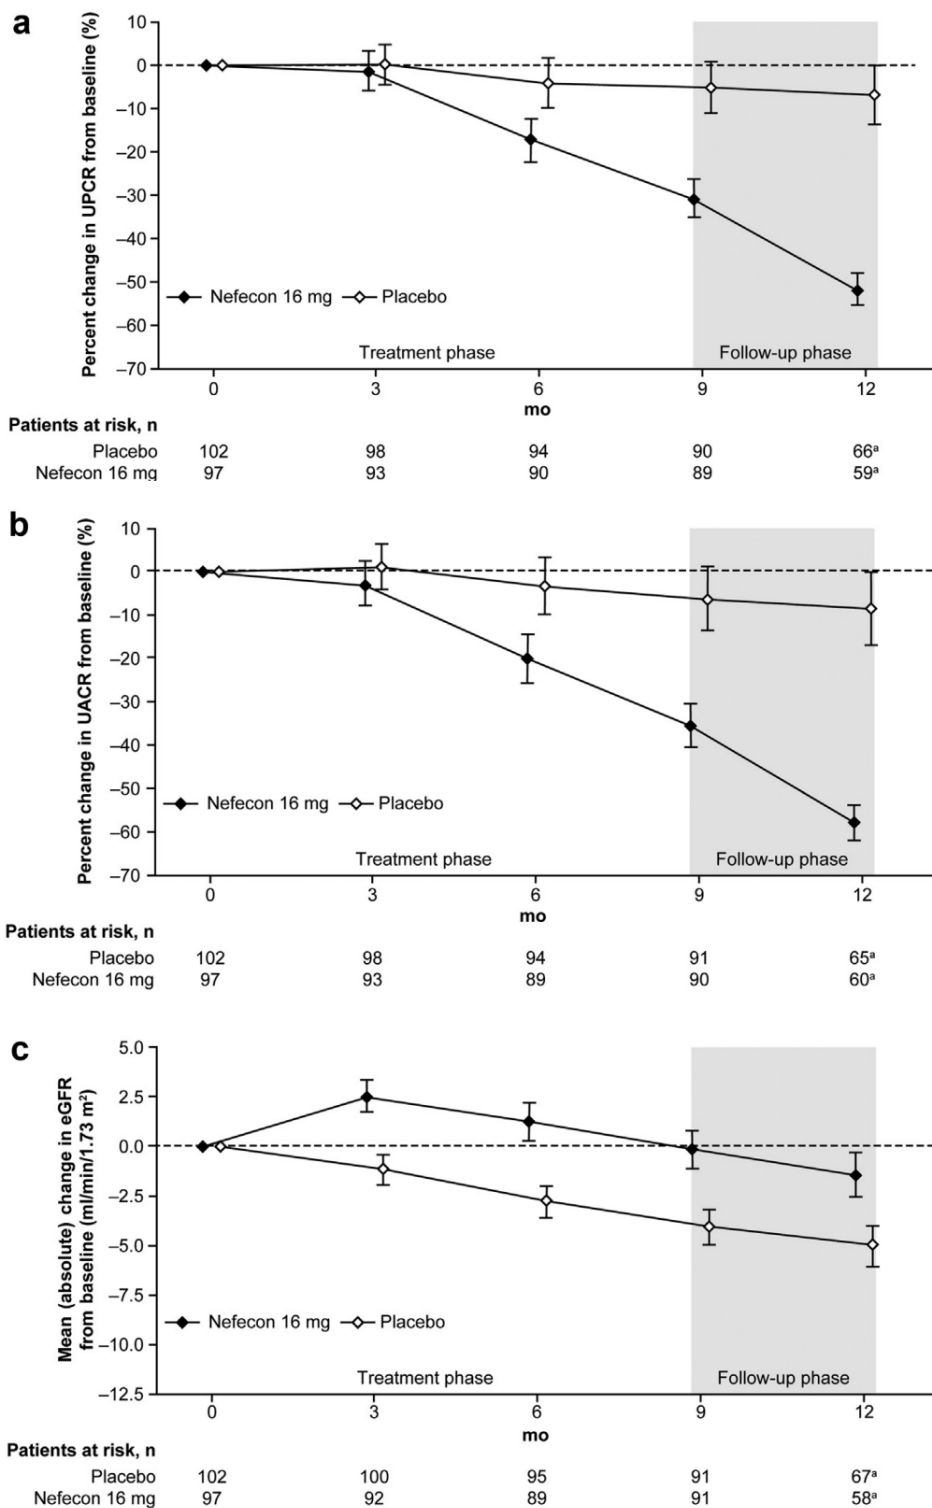 a
Percent change in UPCR from baseline (%)
10
0
–10
–20
–30
–40
–50
–60
–70
Nefecon 16 mg Placebo
Treatment phase Follow-up phase
0 3 6 9 12
mo
Patients at risk, n
Placebo 102 98 94 90 66ᵃ
Nefecon 16 mg 97 93 90 89 59ᵃ
b
Percent change in UACR from baseline (%)
10
0
–10
–20
–30
–40
–50
–60
–70
Nefecon 16 mg Placebo
Treatment phase Follow-up phase
0 3 6 9 12
mo
Patients at risk, n
Placebo 102 98 94 91 65ᵃ
Nefecon 16 mg 97 93 89 90 60ᵃ
c
Mean (absolute) change in eGFR
from baseline (ml/min/1.73 m²)
5.0
2.5
0.0
–2.5
–5.0
–7.5
–10.0
–12.5
Nefecon 16 mg Placebo
Treatment phase Follow-up phase
0 3 6 9 12
mo
Patients at risk, n
Placebo 102 100 95 91 67ᵃ
Nefecon 16 mg 97 92 89 91 58ᵃ